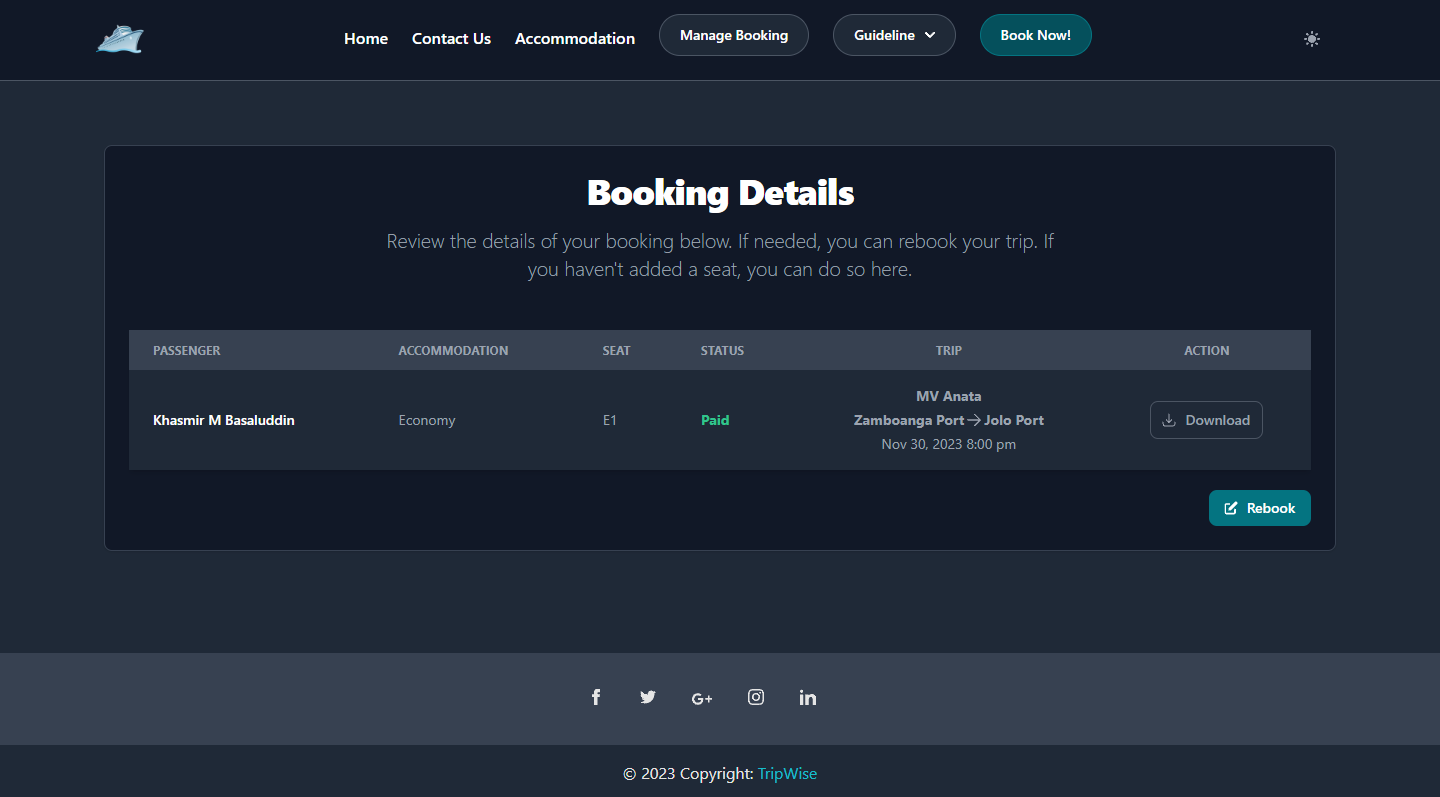 Home Contact Us Accommodation Manage Booking Guideline Book Now!
Booking Details
Review the details of your booking below. If needed, you can rebook your trip. If
you haven't added a seat, you can do so here.
PASSENGER ACCOMMODATION SEAT STATUS TRIP ACTION
MV Anata
Khasmir M Basaluddin Economy E1 Paid Zamboanga Port → Jolo Port Download
Nov 30, 2023 8:00 pm
Rebook
© 2023 Copyright: TripWise